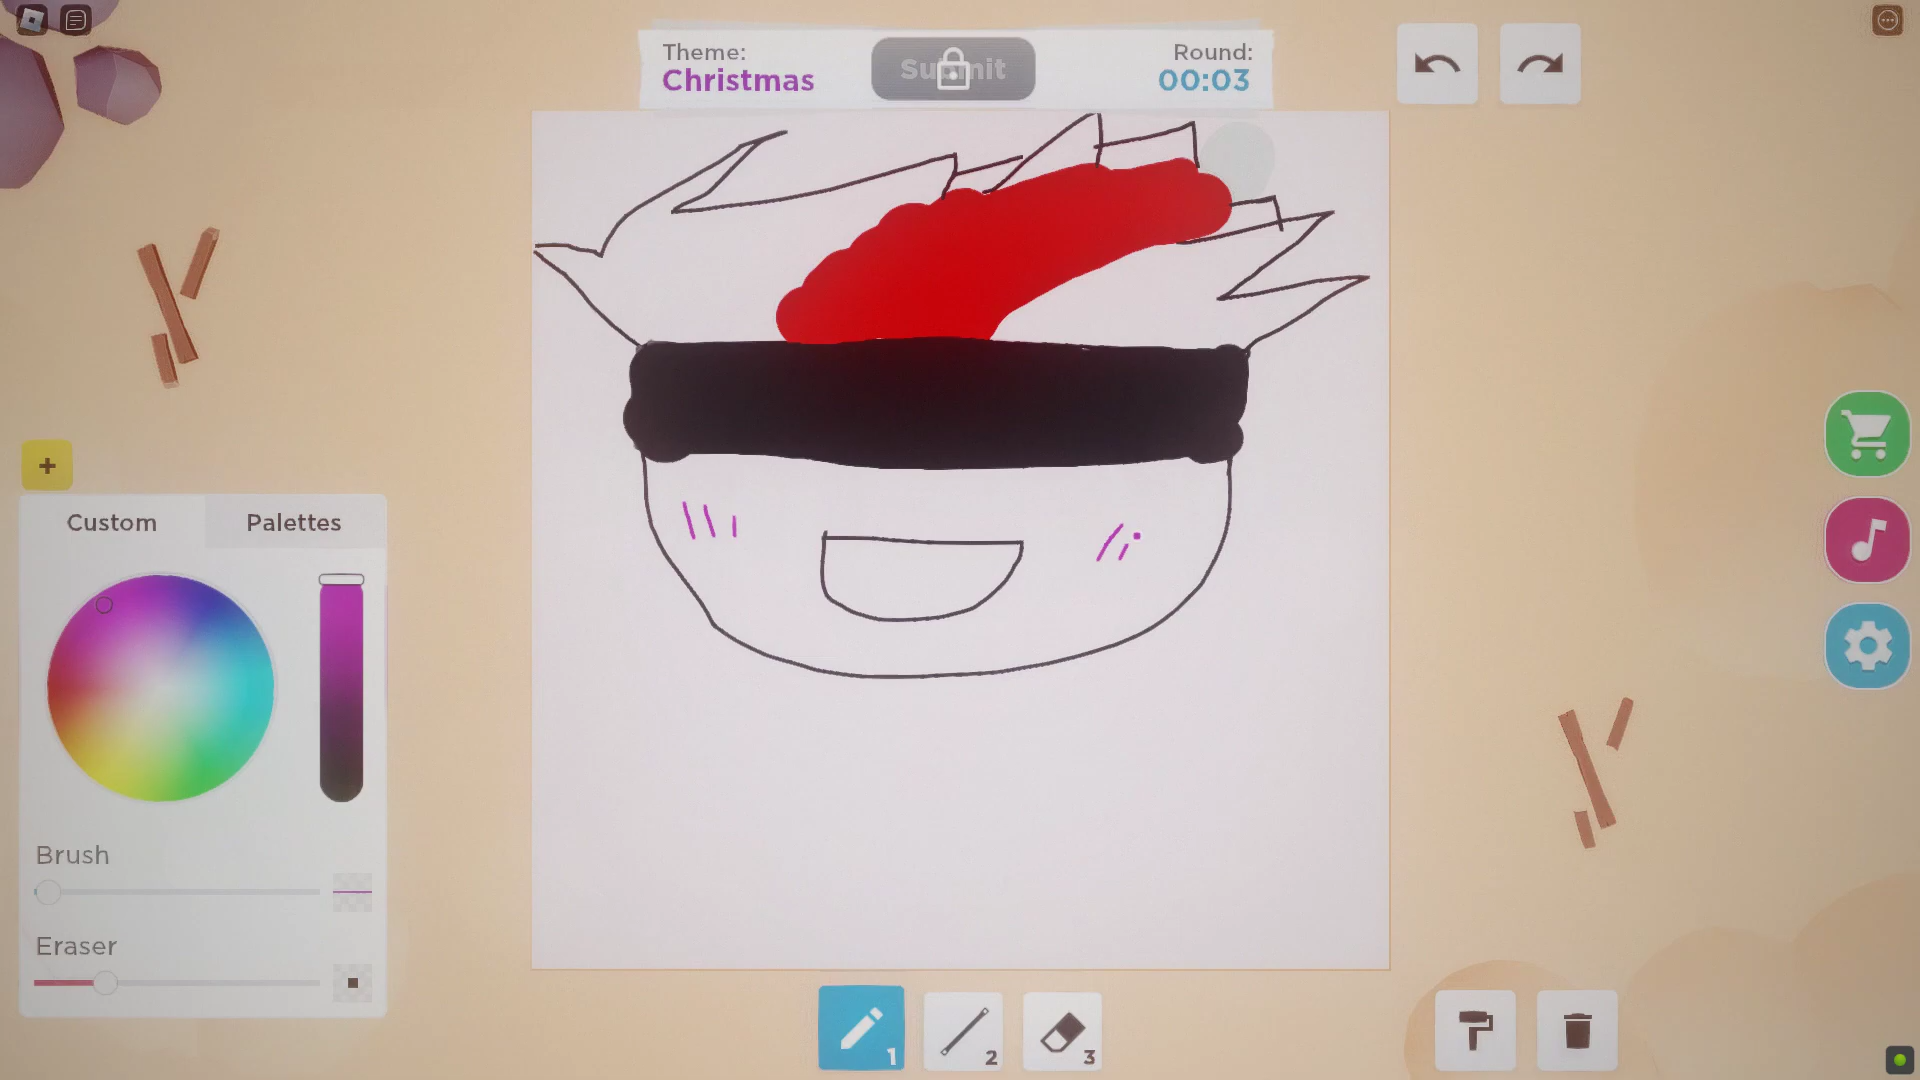 Theme:
Christmas
Submit
Round:
00:03
+
Custom
Palettes
Brush
Eraser
1
2
3